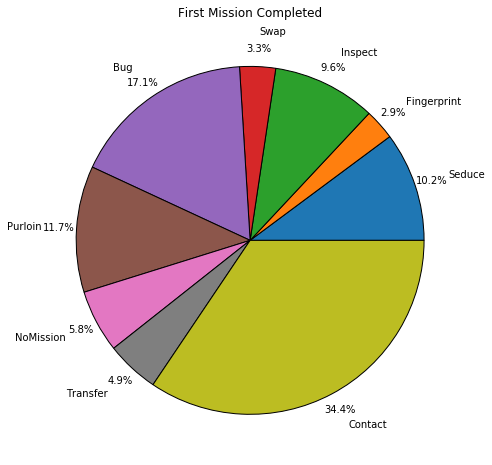 First Mission Completed
Swap
3.3%
Inspect
9.6%
Bug
17.1%
Fingerprint
2.9%
Seduce
10.2%
Purloin
11.7%
NoMission
5.8%
Transfer
4.9%
34.4%
Contact